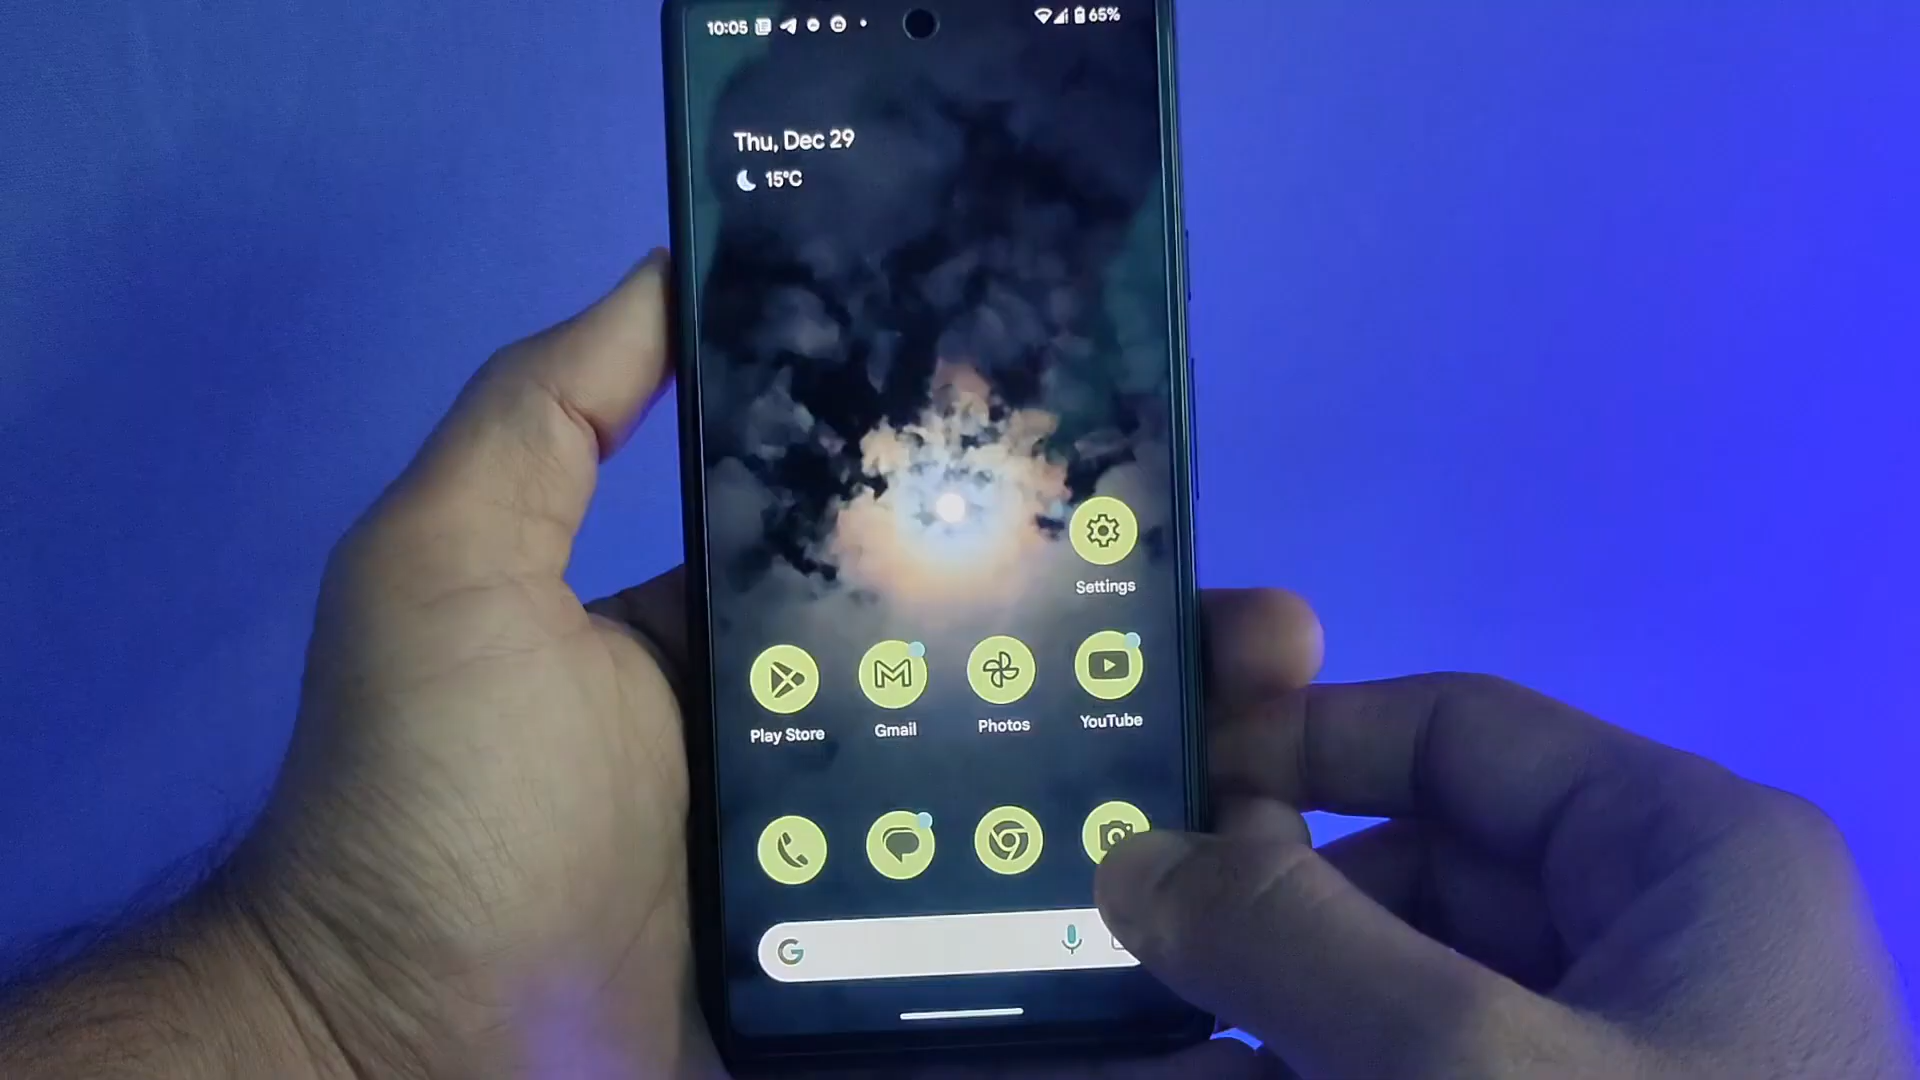 10:05 65%
Thu, Dec 29
15°C
Settings
Play Store Gmail Photos YouTube
G